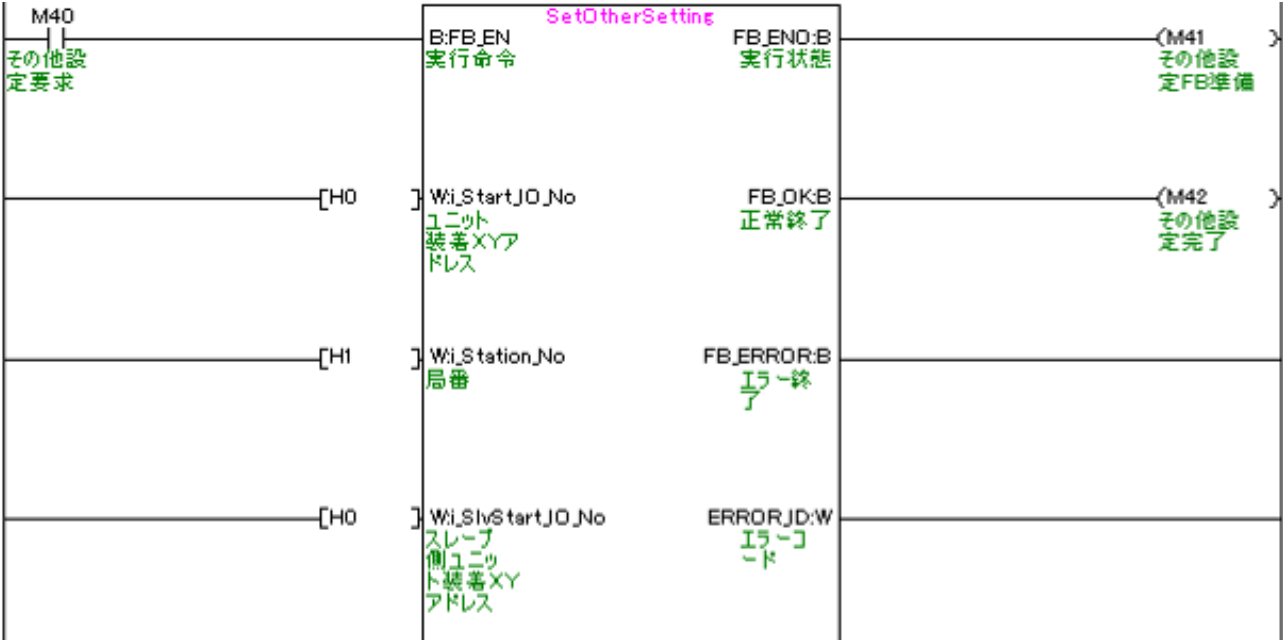 M40
SetOtherSetting
B:FB_EN
FB_ENO:B
(M41 )
その他設
定要求
実行命令
実行状態
その他設
定FB準備
[H0 ]
W:i_Start_IO_No
FB_OK:B
(M42 )
ユニット
装着XYア
ドレス
正常終了
その他設
定完了
[H1 ]
W:i_Station_No
FB_ERROR:B
局番
エラー終
了
[H0 ]
W:i_SlvStart_IO_No
ERROR_ID:W
スレーブ
側ユニッ
ト装着XY
アドレス
エラーコ
ード